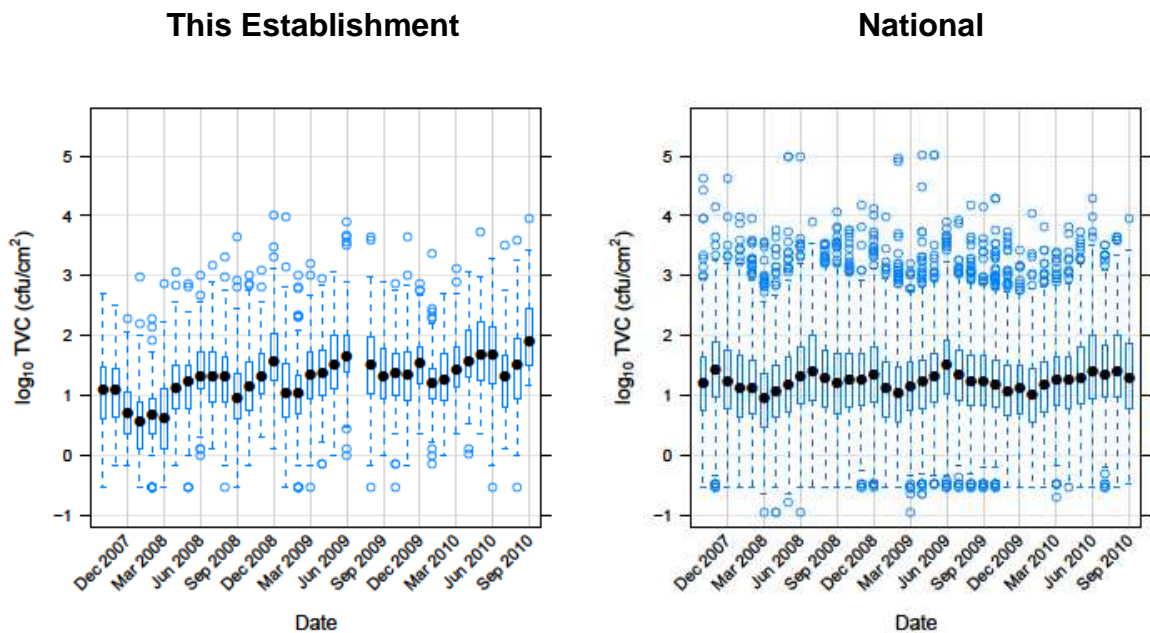 This Establishment
National
log10 TVC (cfu/cm2)
5
4
3
2
1
0
−1
Dec 2007
Mar 2008
Jun 2008
Sep 2008
Dec 2008
Mar 2009
Jun 2009
Sep 2009
Dec 2009
Mar 2010
Jun 2010
Sep 2010
Date
log10 TVC (cfu/cm2)
5
4
3
2
1
0
−1
Dec 2007
Mar 2008
Jun 2008
Sep 2008
Dec 2008
Mar 2009
Jun 2009
Sep 2009
Dec 2009
Mar 2010
Jun 2010
Sep 2010
Date